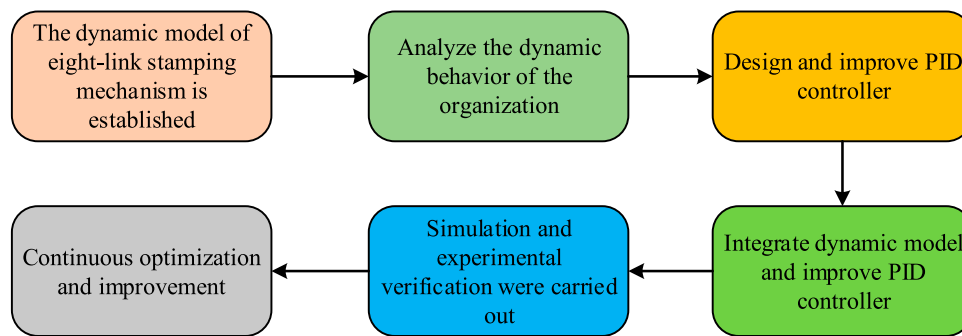 The dynamic model of
eight-link stamping
mechanism is
established
Analyze the dynamic
behavior of the
organization
Design and improve PID
controller
Integrate dynamic model
and improve PID
controller
Simulation and
experimental
verification were carried
out
Continuous optimization
and improvement